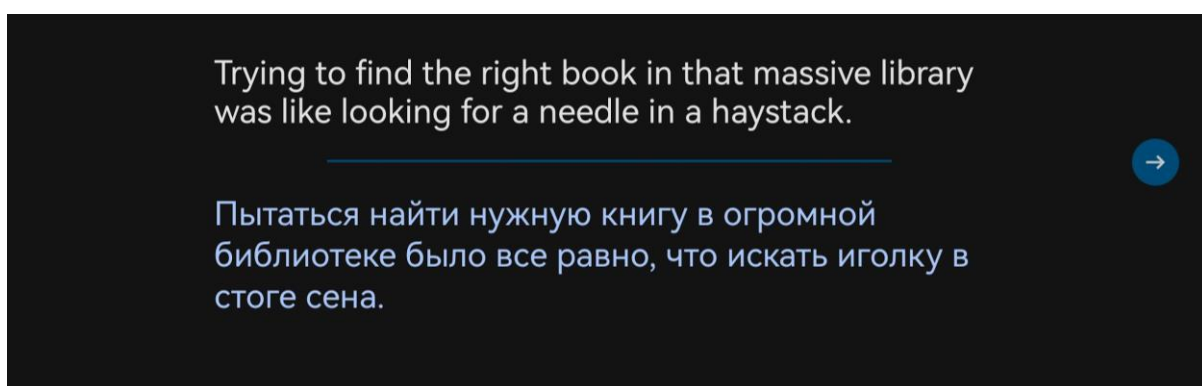 Trying to find the right book in that massive library
was like looking for a needle in a haystack.
Пытаться найти нужную книгу в огромной
библиотеке было все равно, что искать иголку в
стоге сена.